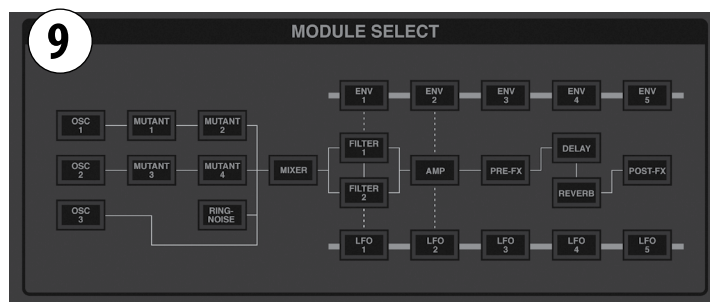 9
MODULE SELECT
ENV
1
ENV
2
ENV
3
ENV
4
ENV
5
OSC
1
MUTANT
1
MUTANT
2
OSC
2
MUTANT
3
MUTANT
4
OSC
3
RING-
NOISE
MIXER
FILTER
1
FILTER
2
AMP
PRE-FX
DELAY
REVERB
POST-FX
LFO
1
LFO
2
LFO
3
LFO
4
LFO
5